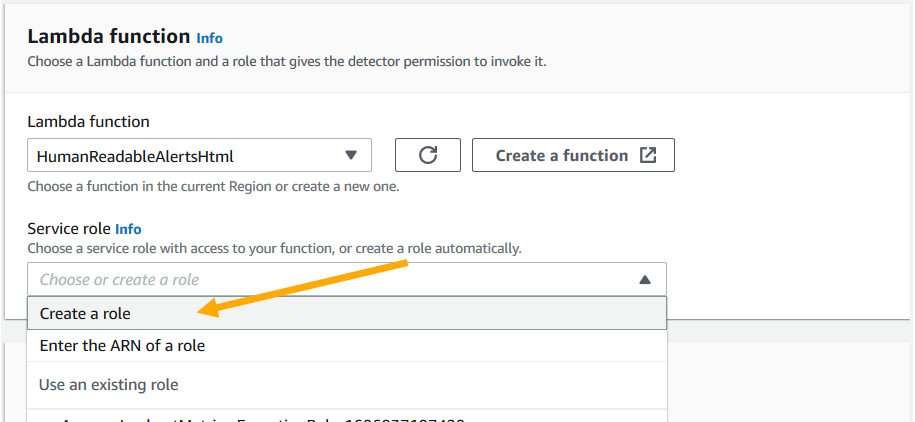 Lambda function Info
Choose a Lambda function and a role that gives the detector permission to invoke it.
Lambda function
HumanReadableAlertsHtml
Create a function
Choose a function in the current Region or create a new one.
Service role Info
Choose a service role with access to your function, or create a role automatically.
Choose or create a role
Create a role
Enter the ARN of a role
Use an existing role